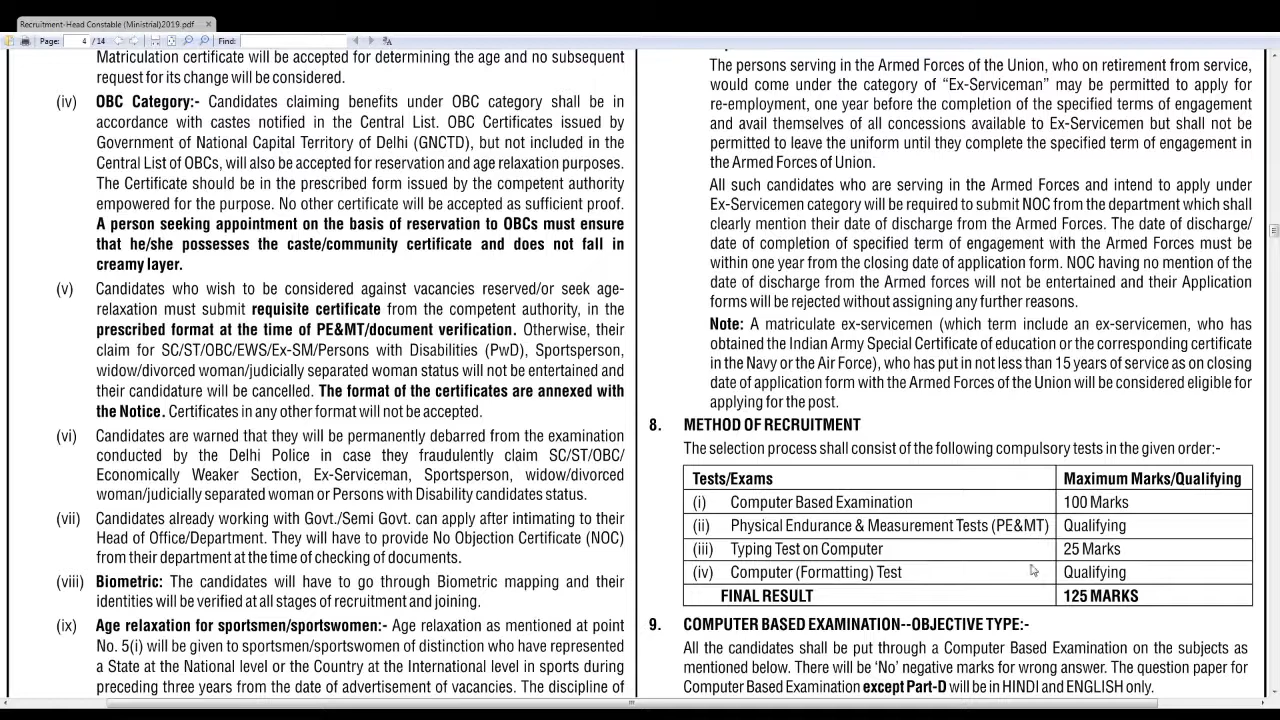 Recruitment-Head Constable (Ministrial)2019.pdf
Page: 4 / 14 Find:
Matriculation certificate will be accepted for determining the age and no subsequent
request for its change will be considered.
(iv) OBC Category:- Candidates claiming benefits under OBC category shall be in
accordance with castes notified in the Central List. OBC Certificates issued by
Government of National Capital Territory of Delhi (GNCTD), but not included in the
Central List of OBCs, will also be accepted for reservation and age relaxation purposes.
The Certificate should be in the prescribed form issued by the competent authority
empowered for the purpose. No other certificate will be accepted as sufficient proof.
A person seeking appointment on the basis of reservation to OBCs must ensure
that he/she possesses the caste/community certificate and does not fall in
creamy layer.
(v) Candidates who wish to be considered against vacancies reserved/or seek age-
relaxation must submit requisite certificate from the competent authority, in the
prescribed format at the time of PE&MT/document verification. Otherwise, their
claim for SC/ST/OBC/EWS/Ex-SM/Persons with Disabilities (PwD), Sportsperson,
widow/divorced woman/judicially separated woman status will not be entertained and
their candidature will be cancelled. The format of the certificates are annexed with
the Notice. Certificates in any other format will not be accepted.
(vi) Candidates are warned that they will be permanently debarred from the examination
conducted by the Delhi Police in case they fraudulently claim SC/ST/OBC/
Economically Weaker Section, Ex-Serviceman, Sportsperson, widow/divorced
woman/judicially separated woman or Persons with Disability candidates status.
(vii) Candidates already working with Govt./Semi Govt. can apply after intimating to their
Head of Office/Department. They will have to provide No Objection Certificate (NOC)
from their department at the time of checking of documents.
(viii) Biometric: The candidates will have to go through Biometric mapping and their
identities will be verified at all stages of recruitment and joining.
(ix) Age relaxation for sportsmen/sportswomen:- Age relaxation as mentioned at point
No. 5(i) will be given to sportsmen/sportswomen of distinction who have represented
a State at the National level or the Country at the International level in sports during
preceding three years from the date of advertisement of vacancies. The discipline of
The persons serving in the Armed Forces of the Union, who on retirement from service,
would come under the category of "Ex-Serviceman” may be permitted to apply for
re-employment, one year before the completion of the specified terms of engagement
and avail themselves of all concessions available to Ex-Servicemen but shall not be
permitted to leave the uniform until they complete the specified term of engagement in
the Armed Forces of Union.
All such candidates who are serving in the Armed Forces and intend to apply under
Ex-Servicemen category will be required to submit NOC from the department which shall
clearly mention their date of discharge from the Armed Forces. The date of discharge/
date of completion of specified term of engagement with the Armed Forces must be
within one year from the closing date of application form. NOC having no mention of the
date of discharge from the Armed forces will not be entertained and their Application
forms will be rejected without assigning any further reasons.
Note: A matriculate ex-servicemen (which term include an ex-servicemen, who has
obtained the Indian Army Special Certificate of education or the corresponding certificate
in the Navy or the Air Force), who has put in not less than 15 years of service as on closing
date of application form with the Armed Forces of the Union will be considered eligible for
applying for the post.
8. METHOD OF RECRUITMENT
The selection process shall consist of the following compulsory tests in the given order:-
Tests/Exams Maximum Marks/Qualifying
(i) Computer Based Examination 100 Marks
(ii) Physical Endurance & Measurement Tests (PE&MT) Qualifying
(iii) Typing Test on Computer 25 Marks
(iv) Computer (Formatting) Test Qualifying
FINAL RESULT 125 MARKS
9. COMPUTER BASED EXAMINATION--OBJECTIVE TYPE:-
All the candidates shall be put through a Computer Based Examination on the subjects as
mentioned below. There will be 'No' negative marks for wrong answer. The question paper for
Computer Based Examination except Part-D will be in HINDI and ENGLISH only.